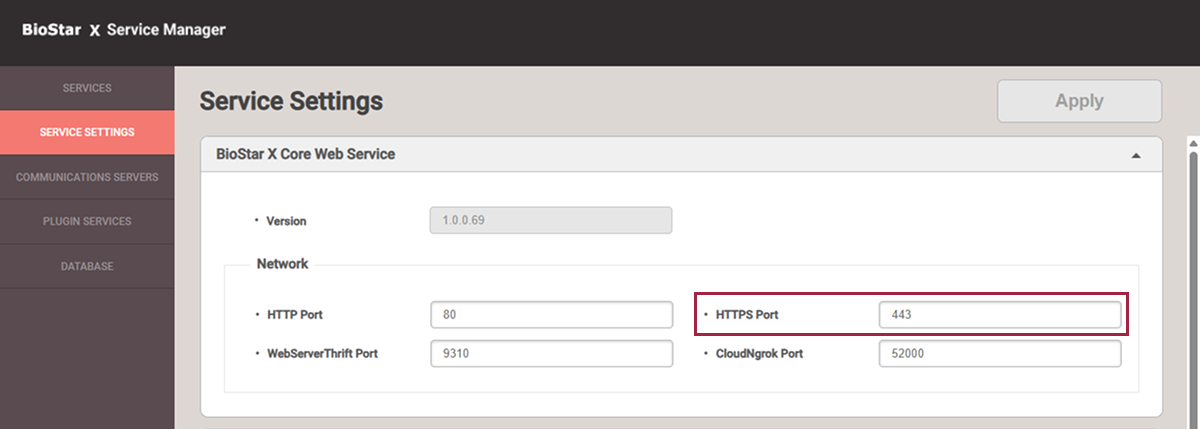 BioStar X Service Manager
SERVICES
SERVICE SETTINGS
COMMUNICATIONS SERVERS
PLUGIN SERVICES
DATABASE
Service Settings
Apply
BioStar X Core Web Service
Version 1.0.0.69
Network
HTTP Port 80 HTTPS Port 443
WebServerThrift Port 9310 CloudNgrok Port 52000